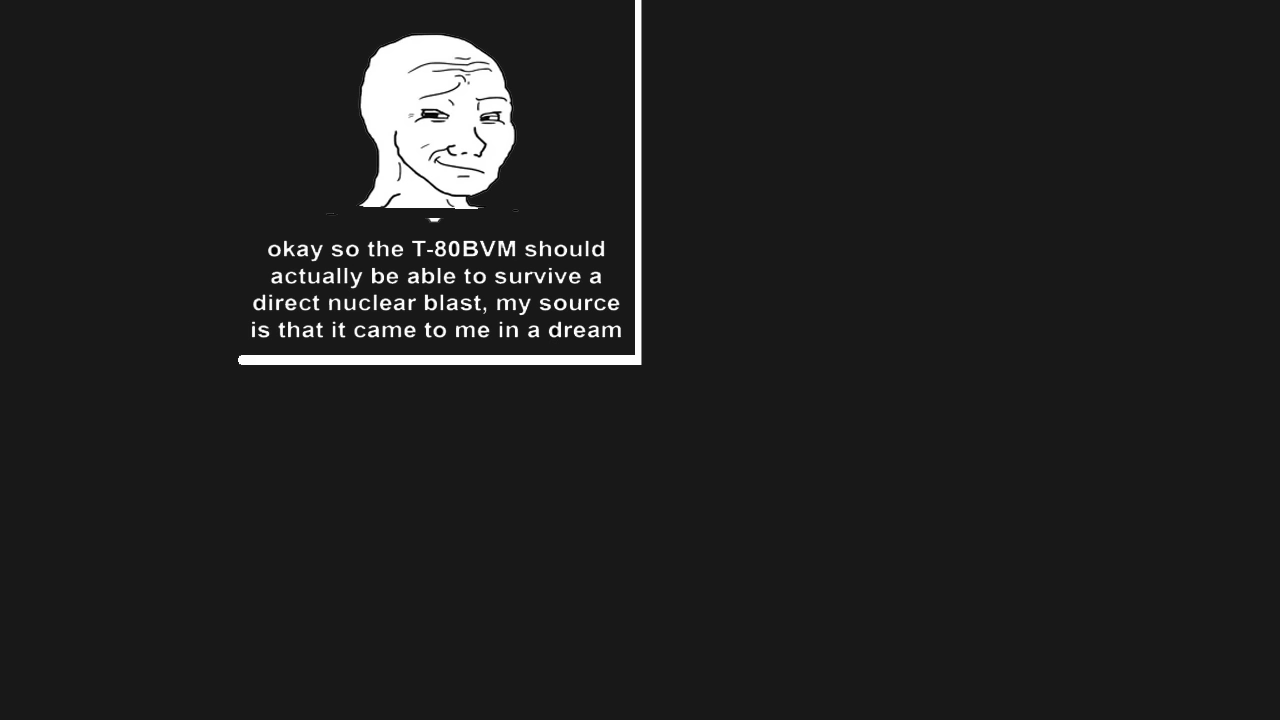 okay so the T-80BVM should
actually be able to survive a
direct nuclear blast, my source
is that it came to me in a dream